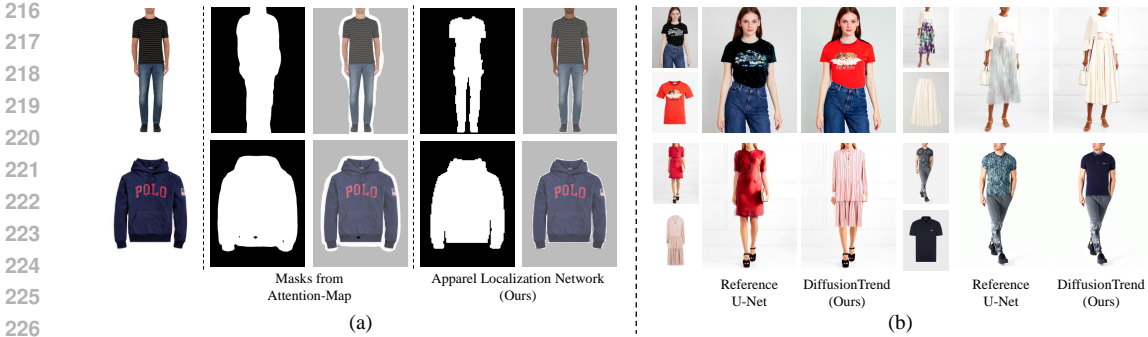 216
217
218
219
220
221
222
223
224
225
226
POLO
POLO
POLO
Masks from
Attention-Map
Apparel Localization Network
(Ours)
(a)
Reference
U-Net
DiffusionTrend
(Ours)
Reference
U-Net
DiffusionTrend
(Ours)
(b)